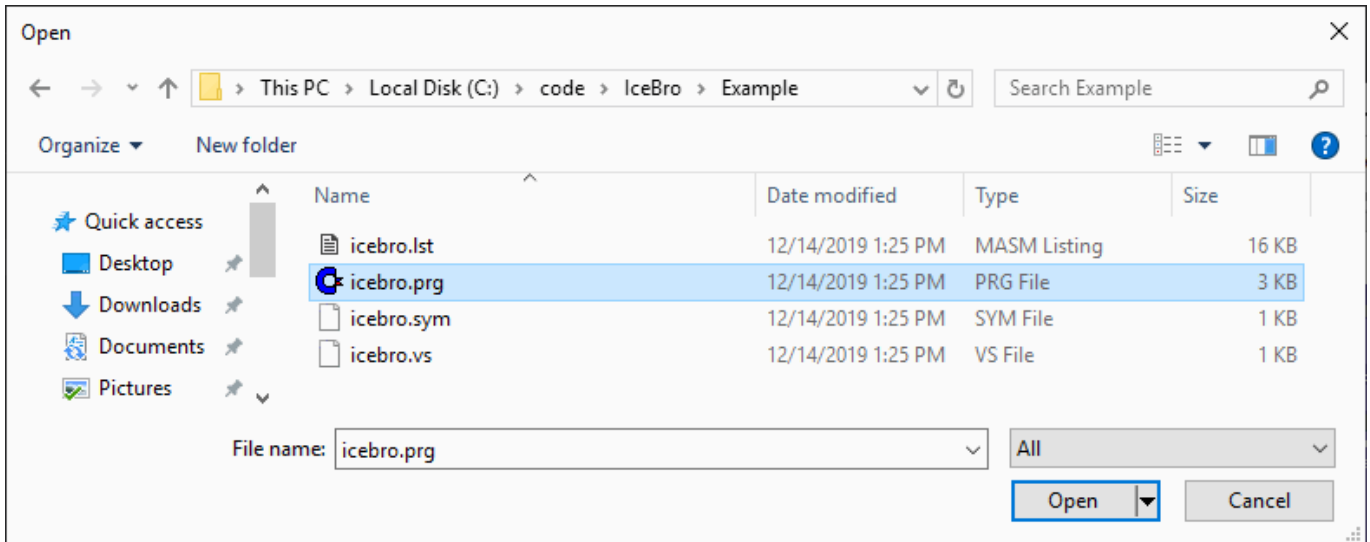 Open
This PC > Local Disk (C:) > code > IceBro > Example Search Example
Organize New folder
Name Date modified Type Size
Quick access
Desktop
Downloads
Documents
Pictures
icebro.lst 12/14/2019 1:25 PM MASM Listing 16 KB
icebro.prg 12/14/2019 1:25 PM PRG File 3 KB
icebro.sym 12/14/2019 1:25 PM SYM File 1 KB
icebro.vs 12/14/2019 1:25 PM VS File 1 KB
File name: icebro.prg All
Open Cancel